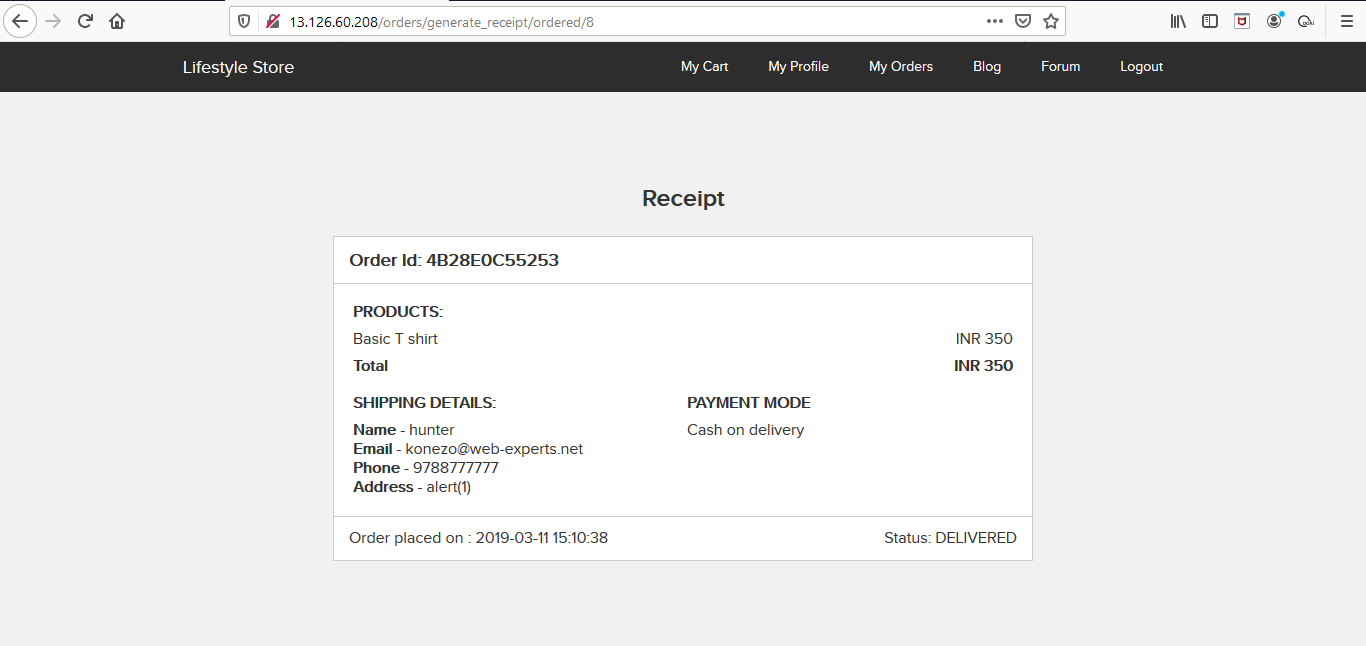 13.126.60.208/orders/generate_receipt/ordered/8
Lifestyle Store My Cart My Profile My Orders Blog Forum Logout
Receipt
Order Id: 4B28E0C55253
PRODUCTS:
Basic T shirt INR 350
Total INR 350
SHIPPING DETAILS: PAYMENT MODE
Name - hunter Cash on delivery
Email - konezo@web-experts.net
Phone - 9788777777
Address - alert(1)
Order placed on : 2019-03-11 15:10:38 Status: DELIVERED